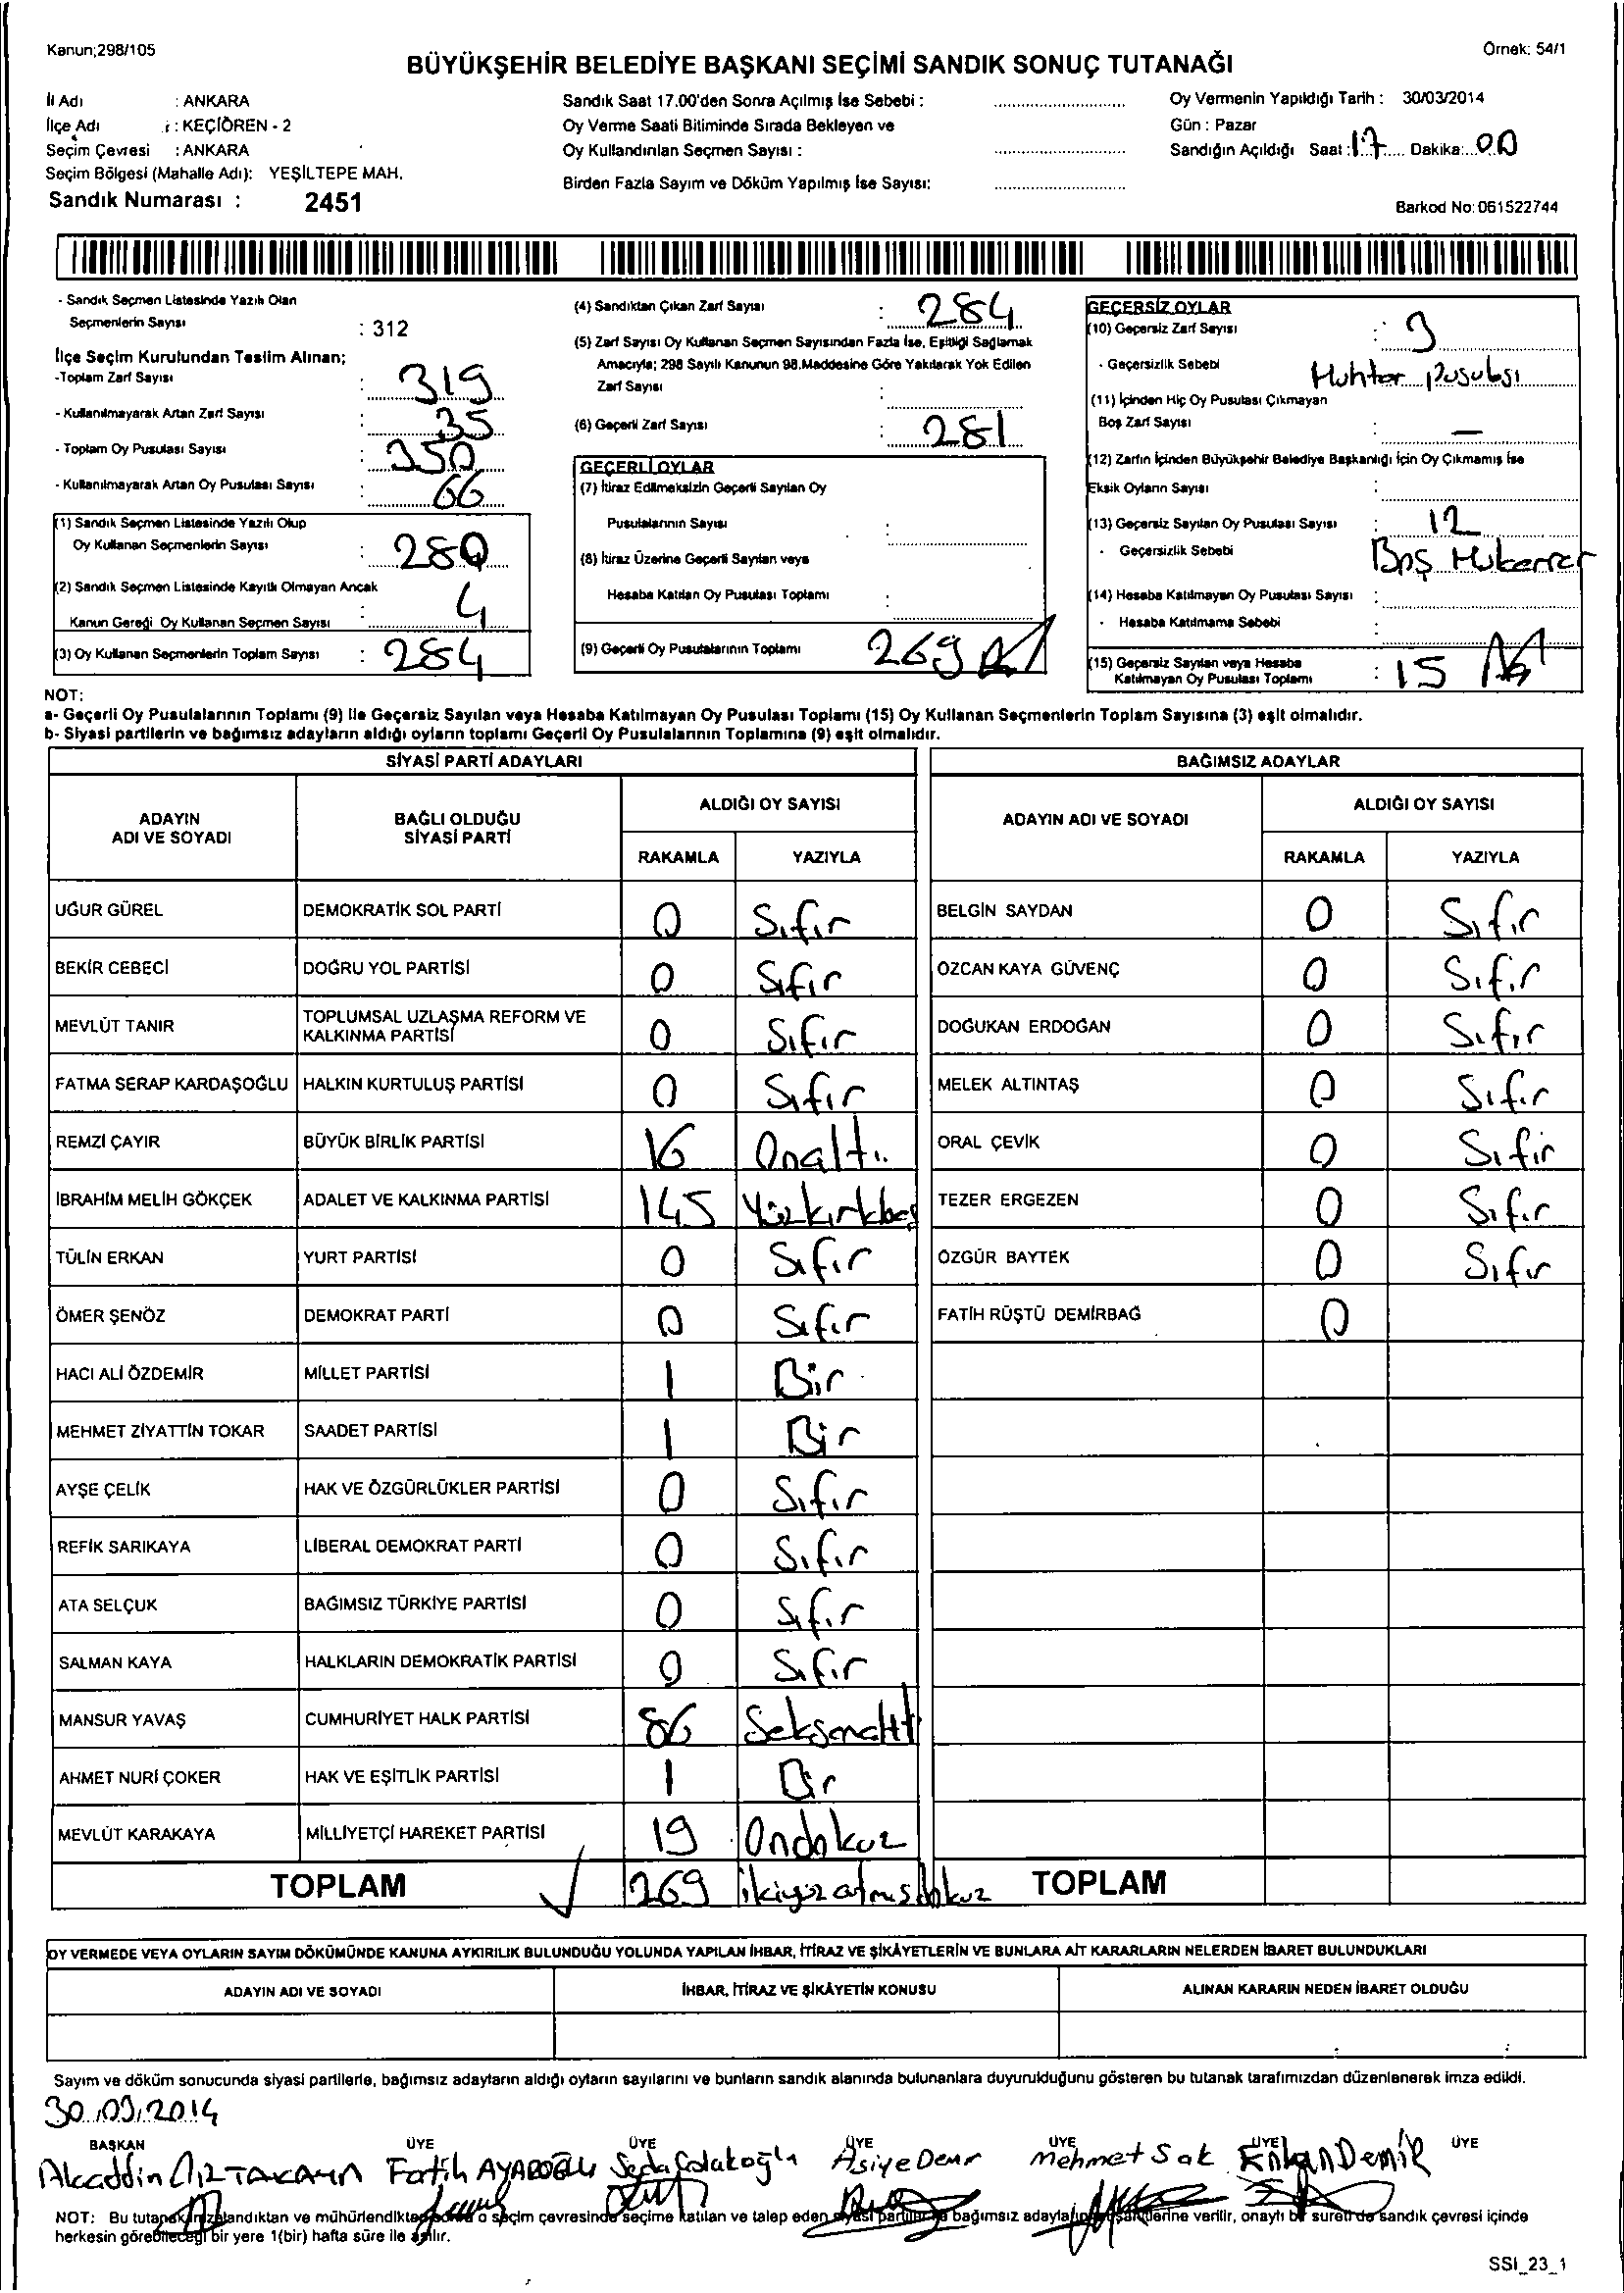 Kanun;298/105
Örnek: 54/1
BÜYÜKŞEHİR BELEDİYE BAŞKANI SEÇİMİ SANDIK SONUÇ TUTANAĞI
İl Adı : ANKARA
İlçe Adı : KEÇİÖREN - 2
Seçim Çevresi : ANKARA
Seçim Bölgesi (Mahalle Adı): YEŞİLTEPE MAH.
Sandık Numarası : 2451
Sandık Saat 17.00'den Sonra Açılmış İse Sebebi :
Oy Verme Saati Bitiminde Sırada Bekleyen ve
Oy Kullandırılan Seçmen Sayısı :
Birden Fazla Sayım ve Döküm Yapılmış İse Sayısı:
Oy Vermenin Yapıldığı Tarih : 30/03/2014
Gün : Pazar
Sandığın Açıldığı Saat : 17 Dakika: 00
Barkod No: 061522744
- Sandık Seçmen Listesinde Yazılı Olan
Seçmenlerin Sayısı : 312
İlçe Seçim Kurulundan Teslim Alınan;
-Toplam Zarf Sayısı : 319
- Kullanılmayarak Artan Zarf Sayısı : 35
- Toplam Oy Pusulası Sayısı : 350
- Kullanılmayarak Artan Oy Pusulası Sayısı : 66
(1) Sandık Seçmen Listesinde Yazılı Olup
Oy Kullanan Seçmenlerin Sayısı : 280
(2) Sandık Seçmen Listesinde Kayıtlı Olmayan Ancak
Kanun Gereği Oy Kullanan Seçmen Sayısı : 4
(3) Oy Kullanan Seçmenlerin Toplam Sayısı : 284
(4) Sandıktan Çıkan Zarf Sayısı : 284
(5) Zarf Sayısı Oy Kullanan Seçmen Sayısından Fazla İse, Eşitliği Sağlamak
Amacıyla; 298 Sayılı Kanunun 98.Maddesine Göre Yakılarak Yok Edilen
Zarf Sayısı :
(6) Geçerli Zarf Sayısı : 281
GEÇERLİ OYLAR
(7) İtiraz Edilmeksizin Geçerli Sayılan Oy
Pusulalarının Sayısı :
(8) İtiraz Üzerine Geçerli Sayılan veya
Hesaba Katılan Oy Pusulası Toplamı :
(9) Geçerli Oy Pusulalarının Toplamı 269
GEÇERSİZ OYLAR
(10) Geçersiz Zarf Sayısı : 3
- Geçersizlik Sebebi Muhtar pusulası
(11) İçinden Hiç Oy Pusulası Çıkmayan
Boş Zarf Sayısı : —
(12) Zarfın İçinden Büyükşehir Belediye Başkanlığı İçin Oy Çıkmamış İse
Eksik Oyların Sayısı :
(13) Geçersiz Sayılan Oy Pusulası Sayısı : 12
- Geçersizlik Sebebi Boş Mükerrer
(14) Hesaba Katılmayan Oy Pusulası Sayısı :
- Hesaba Katılmama Sebebi :
(15) Geçersiz Sayılan veya Hesaba
Katılmayan Oy Pusulası Toplamı : 15
NOT:
a- Geçerli Oy Pusulalarının Toplamı (9) ile Geçersiz Sayılan veya Hesaba Katılmayan Oy Pusulası Toplamı (15) Oy Kullanan Seçmenlerin Toplam Sayısına (3) eşit olmalıdır.
b- Siyasi partilerin ve bağımsız adayların aldığı oyların toplamı Geçerli Oy Pusulalarının Toplamına (9) eşit olmalıdır.
SİYASİ PARTİ ADAYLARI
ADAYIN ADI VE SOYADI
BAĞLI OLDUĞU SİYASİ PARTİ
ALDIĞI OY SAYISI
RAKAMLA YAZIYLA
UĞUR GÜREL DEMOKRATİK SOL PARTİ 0 Sıfır
BEKİR CEBECİ DOĞRU YOL PARTİSİ 0 Sıfır
MEVLÜT TANIR TOPLUMSAL UZLAŞMA REFORM VE KALKINMA PARTİSİ 0 Sıfır
FATMA SERAP KARDAŞOĞLU HALKIN KURTULUŞ PARTİSİ 0 Sıfır
REMZİ ÇAYIR BÜYÜK BİRLİK PARTİSİ 16 Onaltı
İBRAHİM MELİH GÖKÇEK ADALET VE KALKINMA PARTİSİ 145 Yüzkırkbeş
TÜLİN ERKAN YURT PARTİSİ 0 Sıfır
ÖMER ŞENÖZ DEMOKRAT PARTİ 0 Sıfır
HACI ALİ ÖZDEMİR MİLLET PARTİSİ 1 Bir
MEHMET ZİYATTİN TOKAR SAADET PARTİSİ 1 Bir
AYŞE ÇELİK HAK VE ÖZGÜRLÜKLER PARTİSİ 0 Sıfır
REFİK SARIKAYA LİBERAL DEMOKRAT PARTİ 0 Sıfır
ATA SELÇUK BAĞIMSIZ TÜRKİYE PARTİSİ 0 Sıfır
SALMAN KAYA HALKLARIN DEMOKRATİK PARTİSİ 0 Sıfır
MANSUR YAVAŞ CUMHURİYET HALK PARTİSİ 86 Seksenaltı
AHMET NURİ ÇOKER HAK VE EŞİTLİK PARTİSİ 1 Bir
MEVLÜT KARAKAYA MİLLİYETÇİ HAREKET PARTİSİ 19 Ondokuz
TOPLAM 269 ikiyüzatmışdokuz
BAĞIMSIZ ADAYLAR
ADAYIN ADI VE SOYADI
ALDIĞI OY SAYISI
RAKAMLA YAZIYLA
BELGİN SAYDAN 0 Sıfır
ÖZCAN KAYA GÜVENÇ 0 Sıfır
DOĞUKAN ERDOĞAN 0 Sıfır
MELEK ALTINTAŞ 0 Sıfır
ORAL ÇEVİK 0 Sıfır
TEZER ERGEZEN 0 Sıfır
ÖZGÜR BAYTEK 0 Sıfır
FATİH RÜŞTÜ DEMİRBAĞ 0
TOPLAM
OY VERMEDE VEYA OYLARIN SAYIM DÖKÜMÜNDE KANUNA AYKIRILIK BULUNDUĞU YOLUNDA YAPILAN İHBAR, İTİRAZ VE ŞİKÂYETLERİN VE BUNLARA AİT KARARLARIN NELERDEN İBARET BULUNDUKLARI
ADAYIN ADI VE SOYADI
İHBAR, İTİRAZ VE ŞİKÂYETİN KONUSU
ALINAN KARARIN NEDEN İBARET OLDUĞU
Sayım ve döküm sonucunda siyasi partilerle, bağımsız adayların aldığı oyların sayılarını ve bunların sandık alanında bulunanlara duyurulduğunu gösteren bu tutanak tarafımızdan düzenlenerek imza edildi.
30.03.2014
BAŞKAN ÜYE ÜYE ÜYE ÜYE ÜYE ÜYE
Alaaddin Fatih Seda Çolakoğlu Asiye Demir Mehmet Sak Erkan Demir
NOT: Bu tutanak imzalandıktan ve mühürlendikten sonra o seçim çevresinde seçime katılan ve talep eden siyasi partiler ve bağımsız adayların müşahitlerine verilir, onaylı bir sureti de sandık çevresi içinde
herkesin görebileceği bir yere 1(bir) hafta süre ile asılır.
SSI_23_1